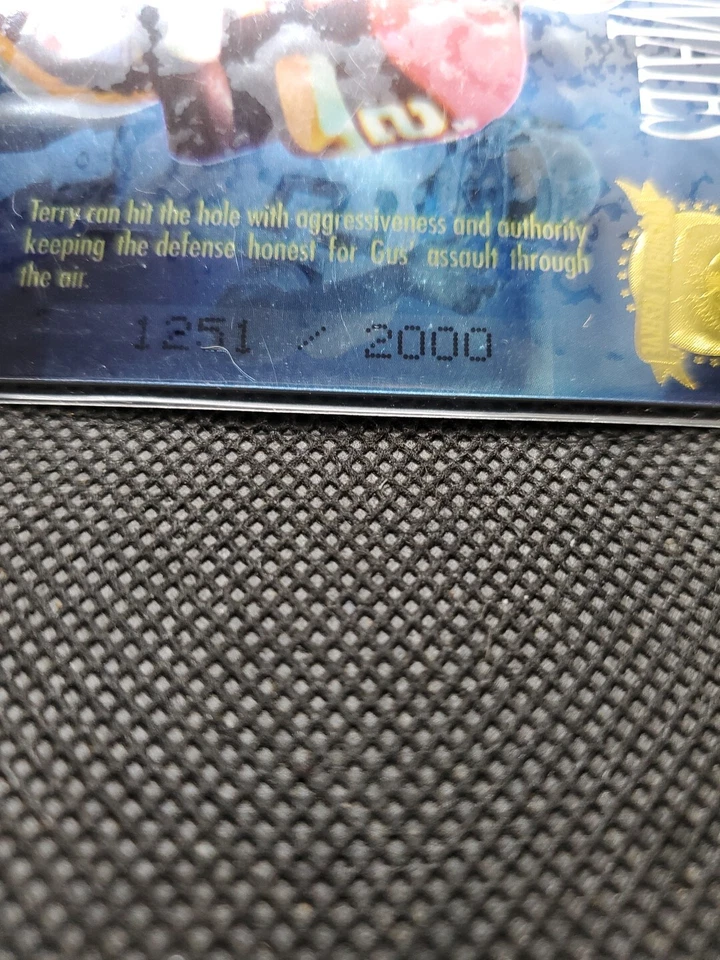 Terry can hit the hole with aggressiveness and authority
keeping the defense honest for Gus' assault through
the air.
1251 / 2000